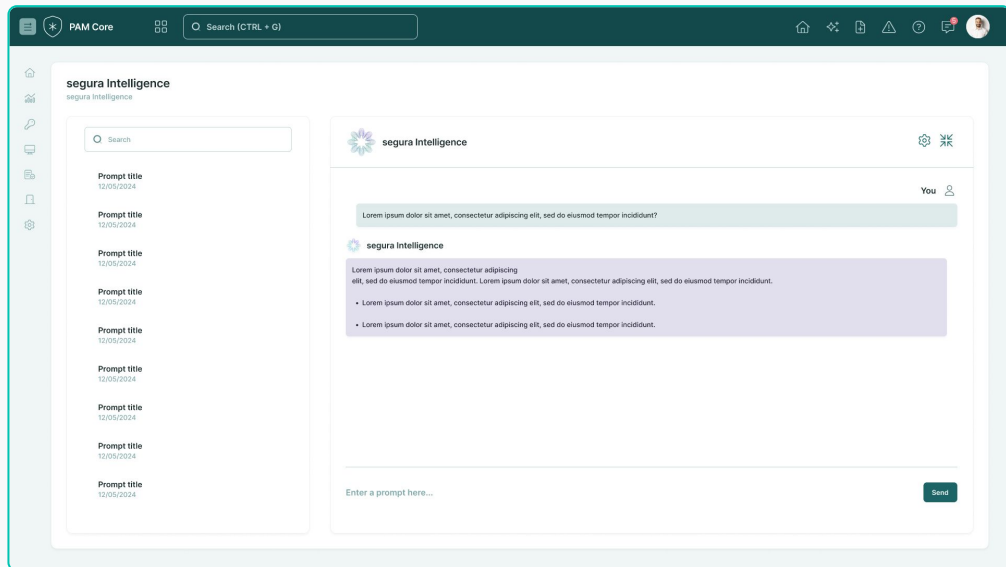 PAM Core
Search (CTRL + G)
5
segura Intelligence
segura Intelligence
Search
Prompt title
12/05/2024
Prompt title
12/05/2024
Prompt title
12/05/2024
Prompt title
12/05/2024
Prompt title
12/05/2024
Prompt title
12/05/2024
Prompt title
12/05/2024
Prompt title
12/05/2024
Prompt title
12/05/2024
segura Intelligence
You
Lorem ipsum dolor sit amet, consectetur adipiscing elit, sed do eiusmod tempor incididunt?
segura Intelligence
Lorem ipsum dolor sit amet, consectetur adipiscing
elit, sed do eiusmod tempor incididunt. Lorem ipsum dolor sit amet, consectetur adipiscing elit, sed do eiusmod tempor incididunt.
• Lorem ipsum dolor sit amet, consectetur adipiscing elit, sed do eiusmod tempor incididunt.
• Lorem ipsum dolor sit amet, consectetur adipiscing elit, sed do eiusmod tempor incididunt.
Enter a prompt here...
Send